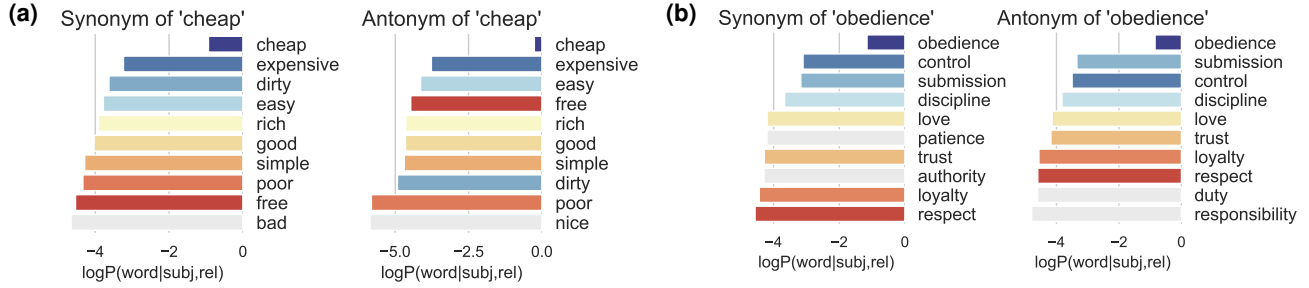 (a)
Synonym of 'cheap'
cheap
expensive
dirty
easy
rich
good
simple
poor
free
bad
−4 −2 0
logP(word|subj,rel)
Antonym of 'cheap'
cheap
expensive
easy
free
rich
good
simple
dirty
poor
nice
−5.0 −2.5 0.0
logP(word|subj,rel)
(b)
Synonym of 'obedience'
obedience
control
submission
discipline
love
patience
trust
authority
loyalty
respect
−4 −2 0
logP(word|subj,rel)
Antonym of 'obedience'
obedience
submission
control
discipline
love
trust
loyalty
respect
duty
responsibility
−4 −2 0
logP(word|subj,rel)